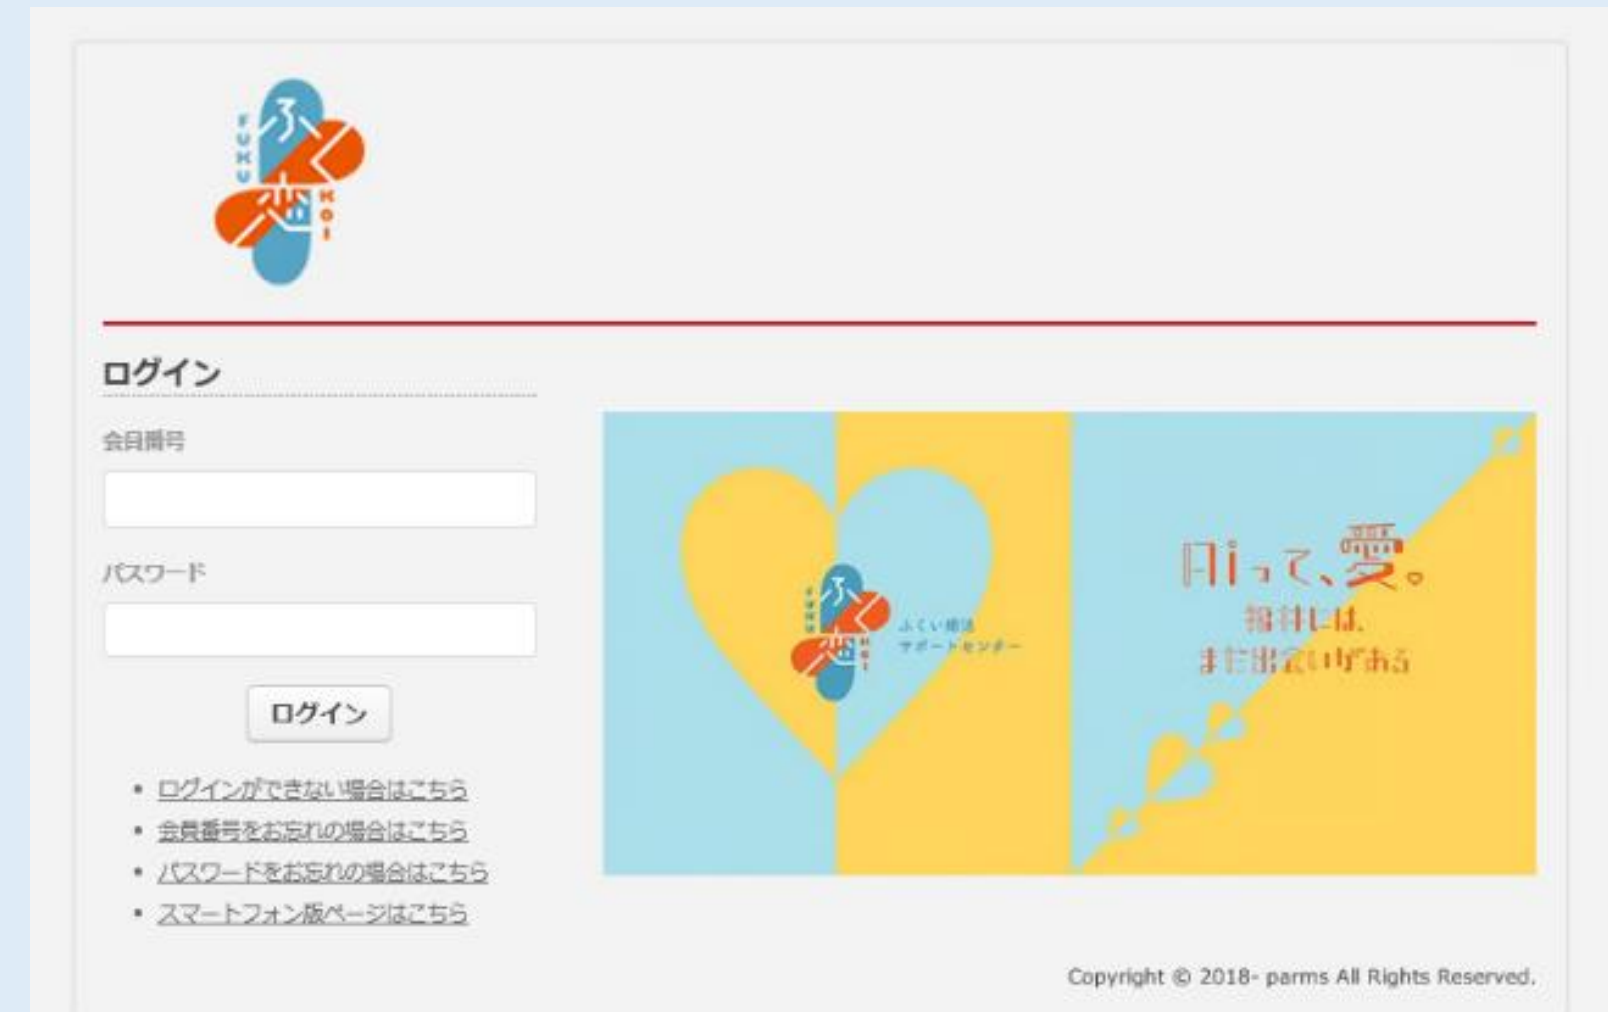 FUKU
ふく恋
KOI
ログイン
会員番号
パスワード
ログイン
ログインができない場合はこちら
会員番号をお忘れの場合はこちら
パスワードをお忘れの場合はこちら
スマートフォン版ページはこちら
FUKU
ふく恋
KOI
ふくい婚活
サポートセンター
AIって、愛。
福井には、
まだ出会いがある
Copyright © 2018- parms All Rights Reserved.